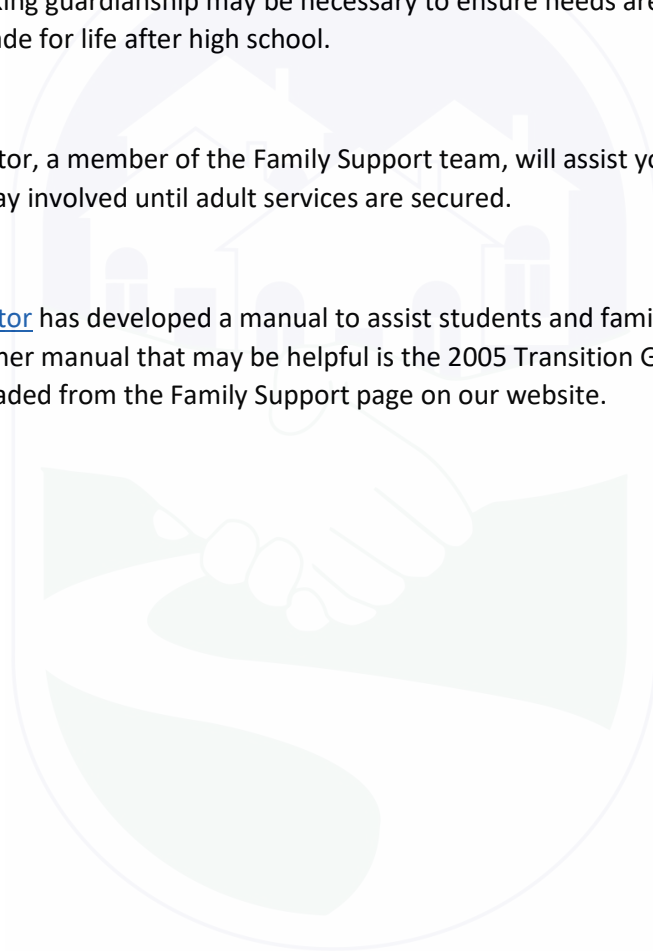 king guardianship may be necessary to ensure needs are
ade for life after high school.
tor, a member of the Family Support team, will assist yo
ay involved until adult services are secured.
tor has developed a manual to assist students and fami
her manual that may be helpful is the 2005 Transition G
aded from the Family Support page on our website.